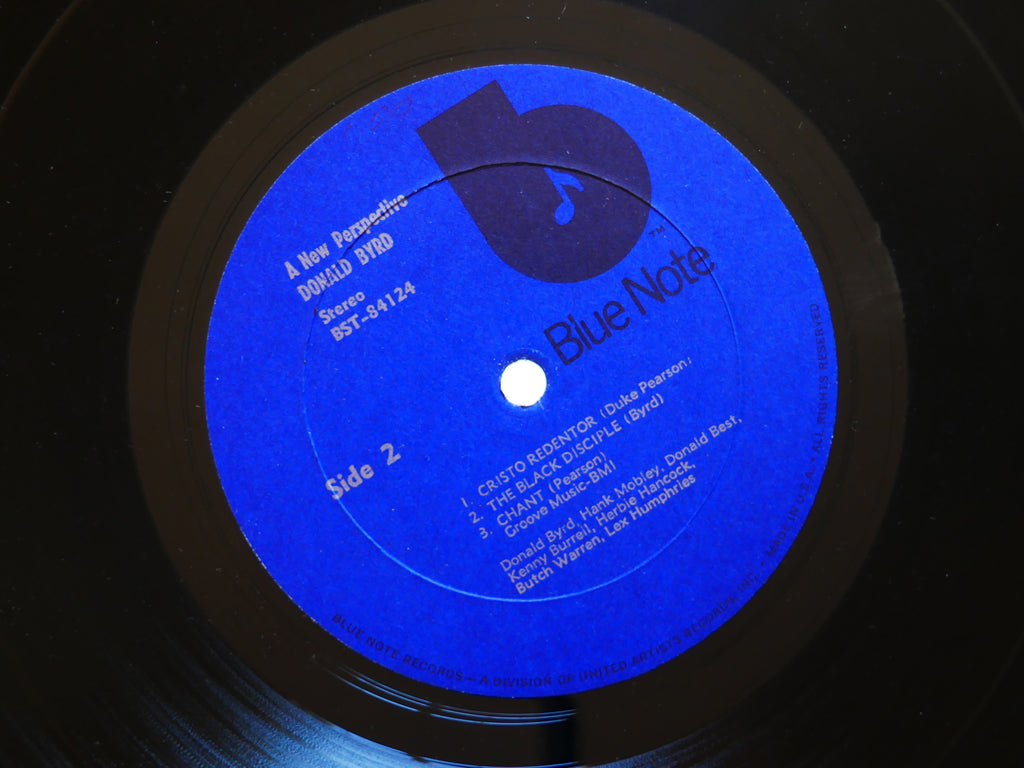 A New Perspective
DONALD BYRD
Stereo
BST-84124
TM
Blue Note
Side 2
1. CRISTO REDENTOR (Duke Pearson)
2. THE BLACK DISCIPLE (Byrd)
3. CHANT (Pearson)
Groove Music-BMI
Donald Byrd, Hank Mobley, Donald Best,
Kenny Burrell, Herbie Hancock,
Butch Warren, Lex Humphries
BLUE NOTE RECORDS—A DIVISION OF UNITED ARTISTS RECORDS, INC. • MADE IN U.S.A. • ALL RIGHTS RESERVED